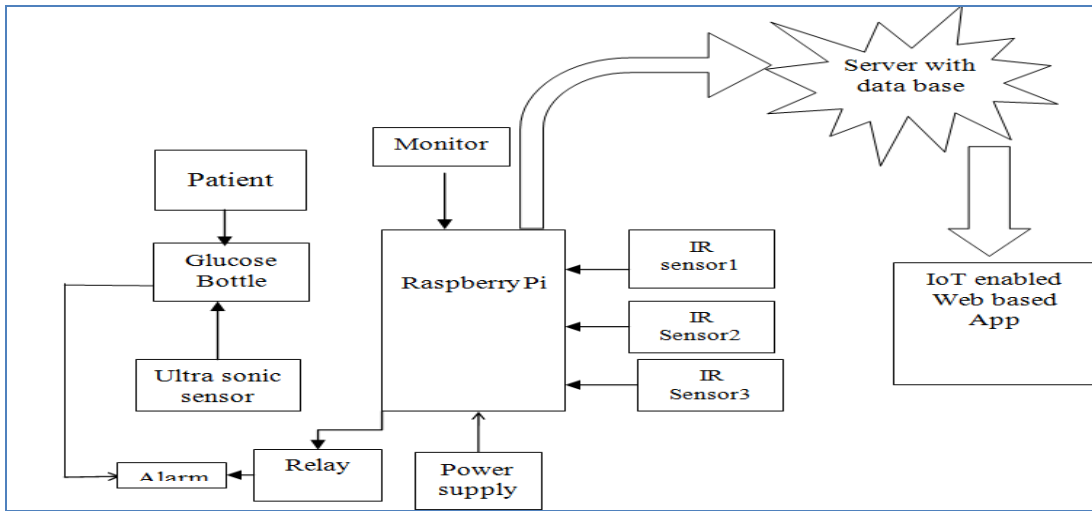 Server with
data base
Monitor
Patient
Glucose
Bottle
Raspberry Pi
IR
sensor1
IR
Sensor2
IR
Sensor3
IoT enabled
Web based
App
Ultra sonic
sensor
Alarm
Relay
Power
supply